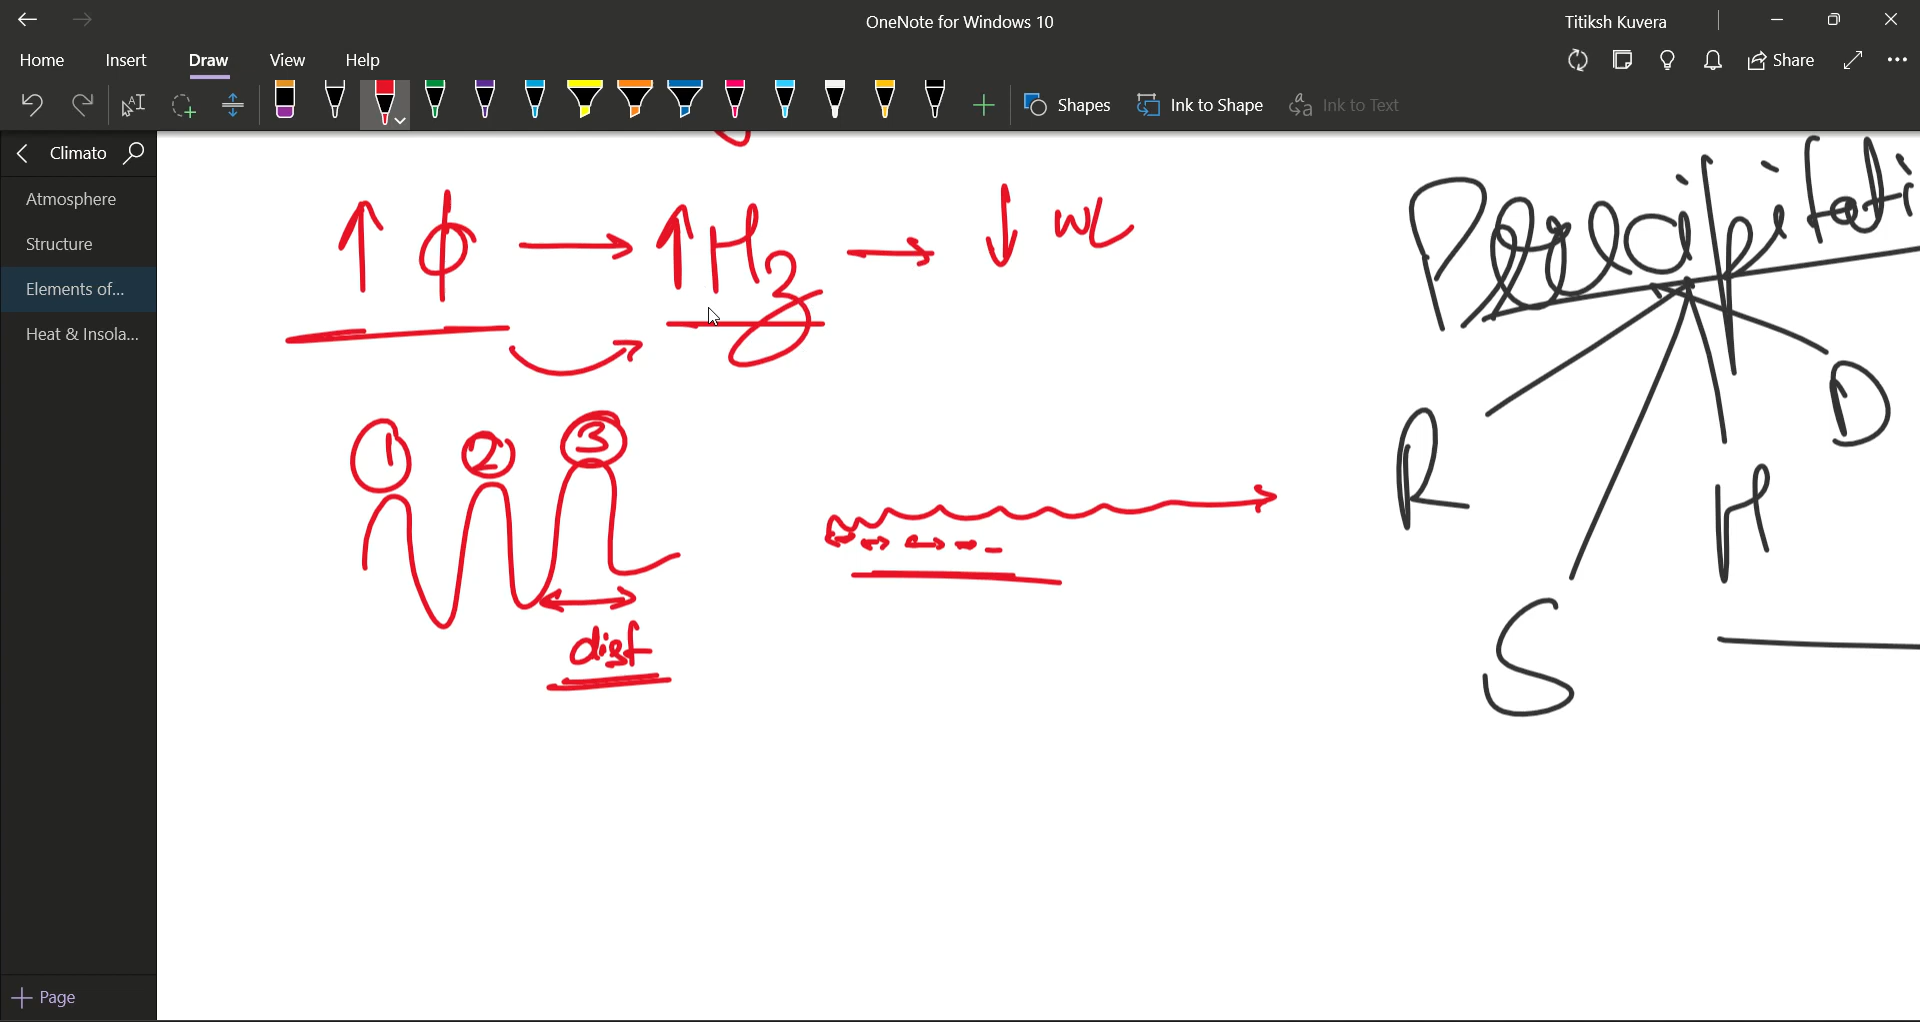 OneNote for Windows 10
Titiksh Kuvera
Home Insert Draw View Help
Share
Shapes Ink to Shape Ink to Text
Climato
Atmosphere
Structure
Elements of...
Heat & Insola...
Page
↑ ϕ → ↑ Hz → ↓ WL
1 2 3
dist
Precipitati
R S H D